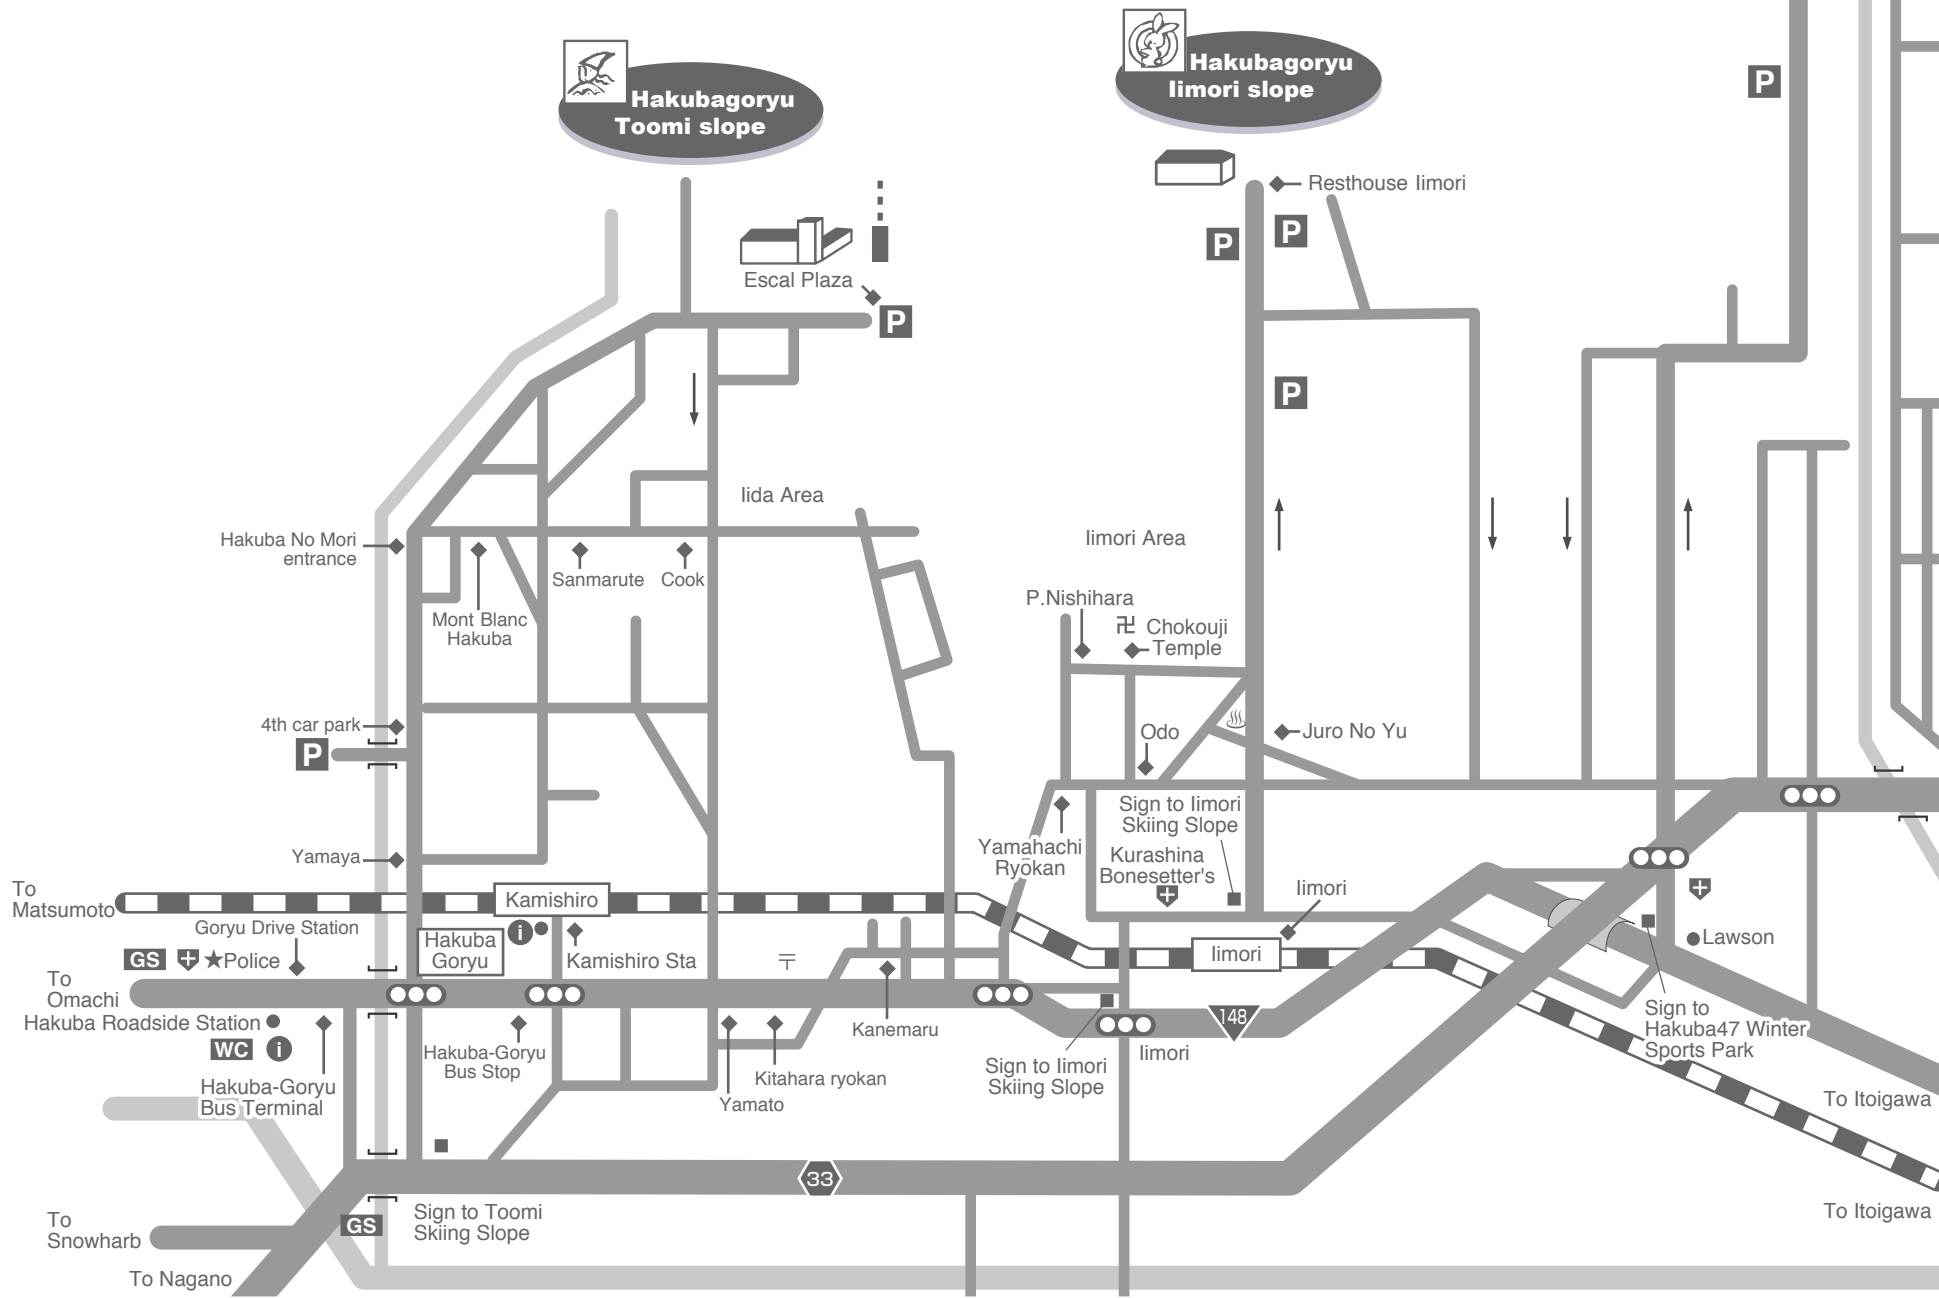 Hakubagoryu
Toomi slope
Hakubagoryu
Iimori slope
P
Resthouse Iimori
P
P
Escal Plaza
P
P
Iida Area
Iimori Area
Hakuba No Mori
entrance
Sanmarute
Cook
Mont Blanc
Hakuba
P.Nishihara
卍 Chokouji
Temple
4th car park
P
Odo
Juro No Yu
Sign to Iimori
Skiing Slope
Yamahachi
Ryokan
Kurashina
Bonesetter's
Yamaya
To
Matsumoto
Kamishiro
Iimori
Goryu Drive Station
Hakuba
Goryu
i
GS
★Police
Kamishiro Sta
〒
Iimori
Lawson
To
Omachi
Hakuba Roadside Station
WC
i
Hakuba-Goryu
Bus Stop
Kanemaru
148
Sign to
Hakuba47 Winter
Sports Park
Hakuba-Goryu
Bus Terminal
Kitahara ryokan
Yamato
Sign to Iimori
Skiing Slope
Iimori
To Itoigawa
33
To
Snowharb
GS
Sign to Toomi
Skiing Slope
To Itoigawa
To Nagano